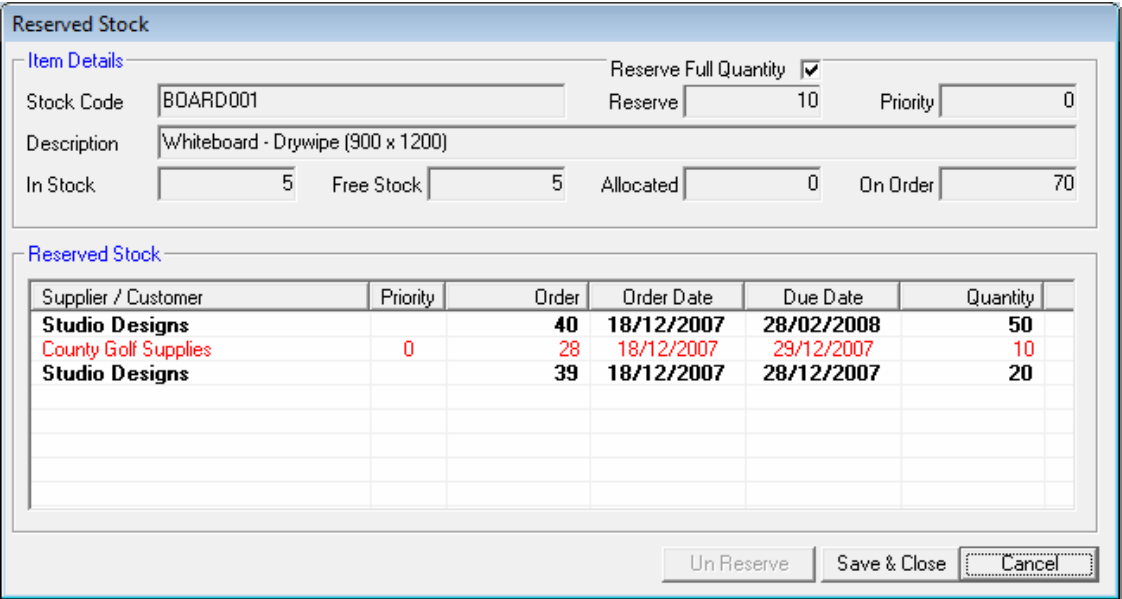 Reserved Stock
Item Details
Reserve Full Quantity
Stock Code BOARD001 Reserve 10 Priority 0
Description Whiteboard - Drywipe (900 x 1200)
In Stock 5 Free Stock 5 Allocated 0 On Order 70
Reserved Stock
Supplier / Customer Priority Order Order Date Due Date Quantity
Studio Designs 40 18/12/2007 28/02/2008 50
County Golf Supplies 0 28 18/12/2007 29/12/2007 10
Studio Designs 39 18/12/2007 28/12/2007 20
Un Reserve Save & Close Cancel